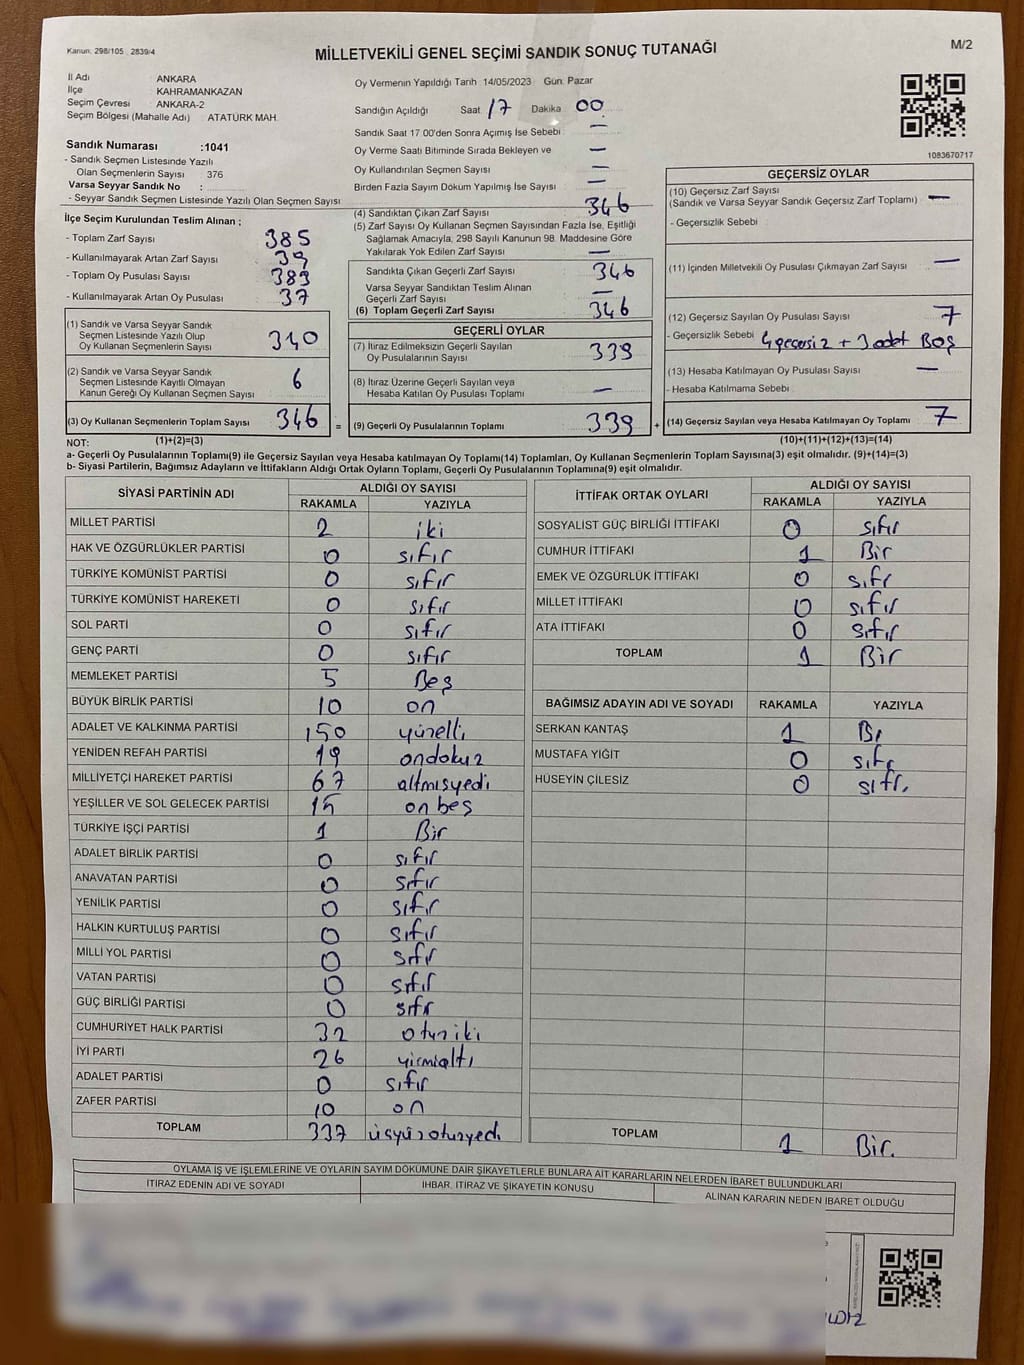 Kanun: 298/105 2839/4
MİLLETVEKİLİ GENEL SEÇİMİ SANDIK SONUÇ TUTANAĞI
M/2
İl Adı ANKARA
İlçe KAHRAMANKAZAN
Seçim Çevresi ANKARA-2
Seçim Bölgesi (Mahalle Adı) : ATATÜRK MAH.
Sandık Numarası :1041
- Sandık Seçmen Listesinde Yazılı
Olan Seçmenlerin Sayısı : 376
Varsa Seyyar Sandık No :
- Seyyar Sandık Seçmen Listesinde Yazılı Olan Seçmen Sayısı
Oy Vermenin Yapıldığı Tarih 14/05/2023 Gün: Pazar
Sandığın Açıldığı Saat 17 Dakika 00
Sandık Saat 17 00'den Sonra Açımış İse Sebebi —
Oy Verme Saati Bitiminde Sırada Bekleyen ve —
Oy Kullandırılan Seçmen Sayısı —
Birden Fazla Sayım Döküm Yapılmış İse Sayısı —
1083670717
İlçe Seçim Kurulundan Teslim Alınan ;
- Toplam Zarf Sayısı 385
- Kullanılmayarak Artan Zarf Sayısı 39
- Toplam Oy Pusulası Sayısı 383
- Kullanılmayarak Artan Oy Pusulası 37
(4) Sandıktan Çıkan Zarf Sayısı 346
(5) Zarf Sayısı Oy Kullanan Seçmen Sayısından Fazla İse, Eşitliği
Sağlamak Amacıyla, 298 Sayılı Kanunun 98. Maddesine Göre
Yakılarak Yok Edilen Zarf Sayısı —
Sandıkta Çıkan Geçerli Zarf Sayısı 346
Varsa Seyyar Sandıktan Teslim Alınan
Geçerli Zarf Sayısı —
(6) Toplam Geçerli Zarf Sayısı 346
GEÇERSİZ OYLAR
(10) Geçersiz Zarf Sayısı —
(Sandık ve Varsa Seyyar Sandık Geçersiz Zarf Toplamı)
- Geçersizlik Sebebi :
(11) İçinden Milletvekili Oy Pusulası Çıkmayan Zarf Sayısı —
(12) Geçersiz Sayılan Oy Pusulası Sayısı 7
- Geçersizlik Sebebi 4 geçersiz + 3 adet Boş
(13) Hesaba Katılmayan Oy Pusulası Sayısı —
- Hesaba Katılmama Sebebi
(14) Geçersiz Sayılan veya Hesaba Katılmayan Oy Toplamı 7
(10)+(11)+(12)+(13)=(14)
(1) Sandık ve Varsa Seyyar Sandık
Seçmen Listesinde Yazılı Olup
Oy Kullanan Seçmenlerin Sayısı 340
(2) Sandık ve Varsa Seyyar Sandık
Seçmen Listesinde Kayıtlı Olmayan
Kanun Gereği Oy Kullanan Seçmen Sayısı 6
(3) Oy Kullanan Seçmenlerin Toplam Sayısı 346 =
GEÇERLİ OYLAR
(7) İtiraz Edilmeksizin Geçerli Sayılan
Oy Pusulalarının Sayısı 339
(8) İtiraz Üzerine Geçerli Sayılan veya
Hesaba Katılan Oy Pusulası Toplamı —
(9) Geçerli Oy Pusulalarının Toplamı 339 +
NOT: (1)+(2)=(3)
a- Geçerli Oy Pusulalarının Toplamı(9) ile Geçersiz Sayılan veya Hesaba katılmayan Oy Toplamı(14) Toplamları, Oy Kullanan Seçmenlerin Toplam Sayısına(3) eşit olmalıdır. (9)+(14)=(3)
b- Siyasi Partilerin, Bağımsız Adayların ve İttifakların Aldığı Ortak Oyların Toplamı, Geçerli Oy Pusulalarının Toplamına(9) eşit olmalıdır.
SİYASİ PARTİNİN ADI ALDIĞI OY SAYISI
RAKAMLA YAZIYLA
MİLLET PARTİSİ 2 iki
HAK VE ÖZGÜRLÜKLER PARTİSİ 0 sıfır
TÜRKİYE KOMÜNİST PARTİSİ 0 sıfır
TÜRKİYE KOMÜNİST HAREKETİ 0 sıfır
SOL PARTİ 0 sıfır
GENÇ PARTİ 0 sıfır
MEMLEKET PARTİSİ 5 Beş
BÜYÜK BİRLİK PARTİSİ 10 on
ADALET VE KALKINMA PARTİSİ 150 yüzelli
YENİDEN REFAH PARTİSİ 19 ondokuz
MİLLİYETÇİ HAREKET PARTİSİ 67 altmışyedi
YEŞİLLER VE SOL GELECEK PARTİSİ 15 on beş
TÜRKİYE İŞÇİ PARTİSİ 1 Bir
ADALET BİRLİK PARTİSİ 0 sıfır
ANAVATAN PARTİSİ 0 sıfır
YENİLİK PARTİSİ 0 sıfır
HALKIN KURTULUŞ PARTİSİ 0 sıfır
MİLLİ YOL PARTİSİ 0 sıfır
VATAN PARTİSİ 0 sıfır
GÜÇ BİRLİĞİ PARTİSİ 0 sıfır
CUMHURİYET HALK PARTİSİ 32 otuziki
İYİ PARTİ 26 yirmialtı
ADALET PARTİSİ 0 sıfır
ZAFER PARTİSİ 10 on
TOPLAM 337 üçyüzotuzyedi
İTTİFAK ORTAK OYLARI ALDIĞI OY SAYISI
RAKAMLA YAZIYLA
SOSYALİST GÜÇ BİRLİĞİ İTTİFAKI 0 sıfır
CUMHUR İTTİFAKI 1 Bir
EMEK VE ÖZGÜRLÜK İTTİFAKI 0 sıfır
MİLLET İTTİFAKI 0 sıfır
ATA İTTİFAKI 0 sıfır
TOPLAM 1 Bir
BAĞIMSIZ ADAYIN ADI VE SOYADI RAKAMLA YAZIYLA
SERKAN KANTAŞ 1 Bir
MUSTAFA YİĞİT 0 sıfır
HÜSEYİN ÇİLESİZ 0 sıfır.
TOPLAM 1 Bir.
OYLAMA İŞ VE İŞLEMLERİNE VE OYLARIN SAYIM DÖKÜMÜNE DAİR ŞİKAYETLERLE BUNLARA AİT KARARLARIN NELERDEN İBARET BULUNDUKLARI
İTİRAZ EDENİN ADI VE SOYADI İHBAR, İTİRAZ VE ŞİKAYETİN KONUSU ALINAN KARARIN NEDEN İBARET OLDUĞU